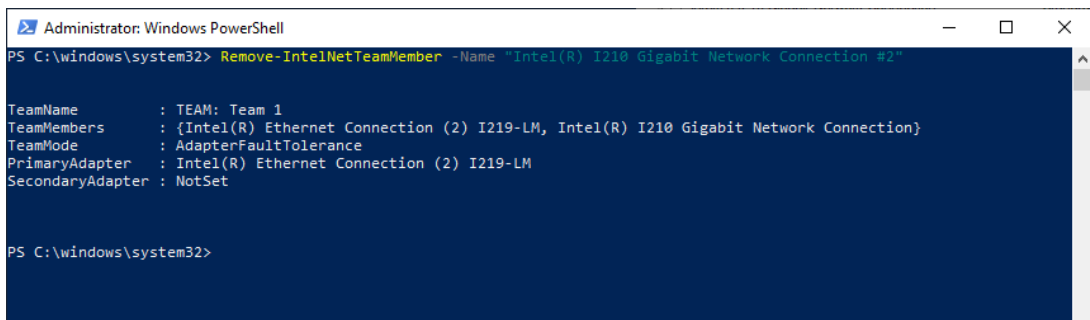 Administrator: Windows PowerShell
PS C:\windows\system32> Remove-IntelNetTeamMember -Name "Intel(R) I210 Gigabit Network Connection #2"
TeamName : TEAM: Team 1
TeamMembers : {Intel(R) Ethernet Connection (2) I219-LM, Intel(R) I210 Gigabit Network Connection}
TeamMode : AdapterFaultTolerance
PrimaryAdapter : Intel(R) Ethernet Connection (2) I219-LM
SecondaryAdapter : NotSet
PS C:\windows\system32>